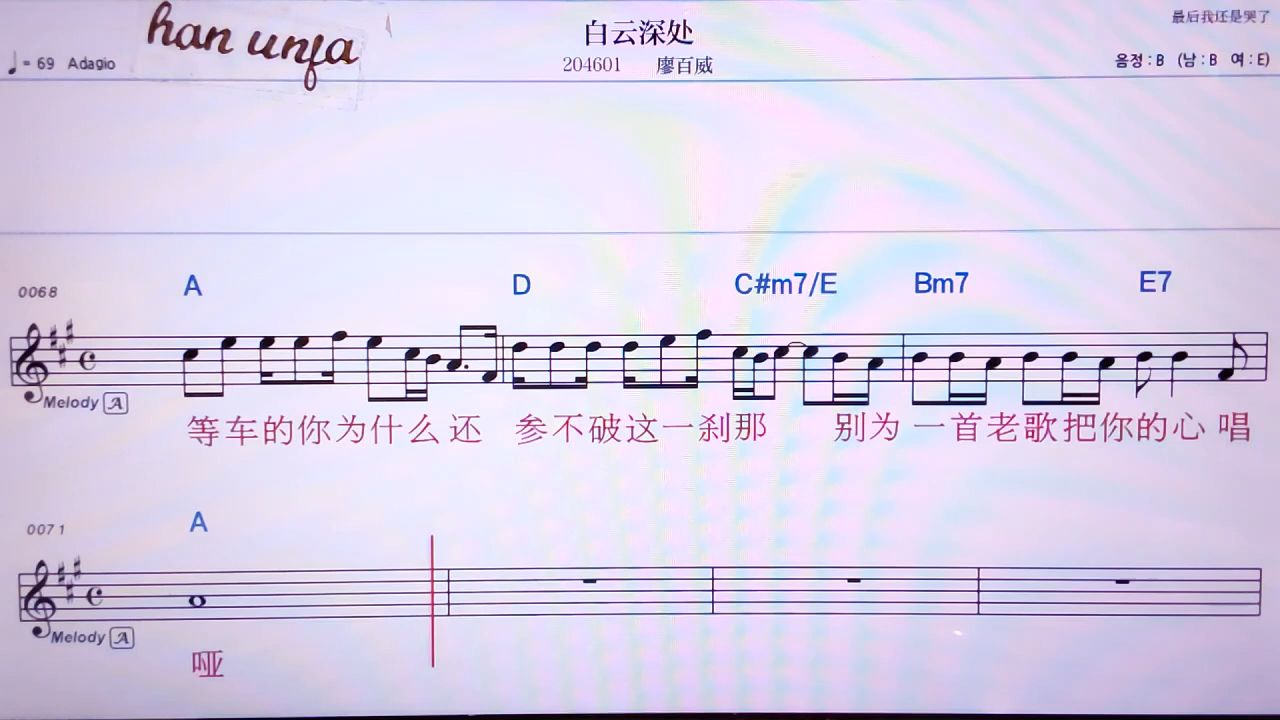 han unfa
白云深处
最后我还是哭了
= 69 Adagio
204601 廖百威
음정 : B (남 : B 여 : E)
0068
A D C#m7/E Bm7 E7
Melody A
等车的你为什么还 参不破这一刹那 别为一首老歌把你的心唱
0071
A
Melody A
哑